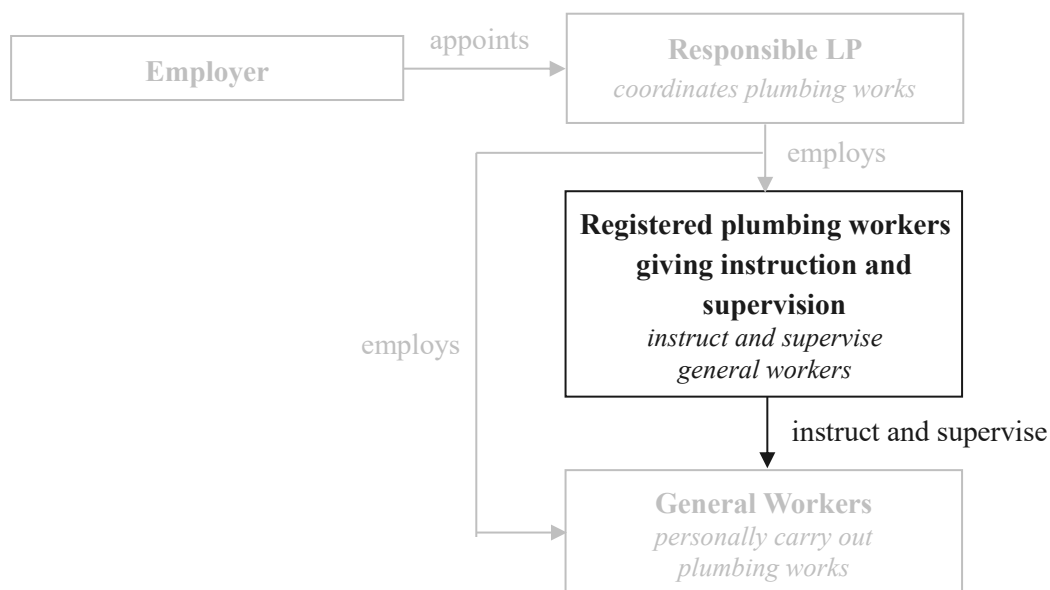 appoints
Employer
Responsible LP
coordinates plumbing works
employs
Registered plumbing workers
giving instruction and
supervision
instruct and supervise
general workers
employs
instruct and supervise
General Workers
personally carry out
plumbing works